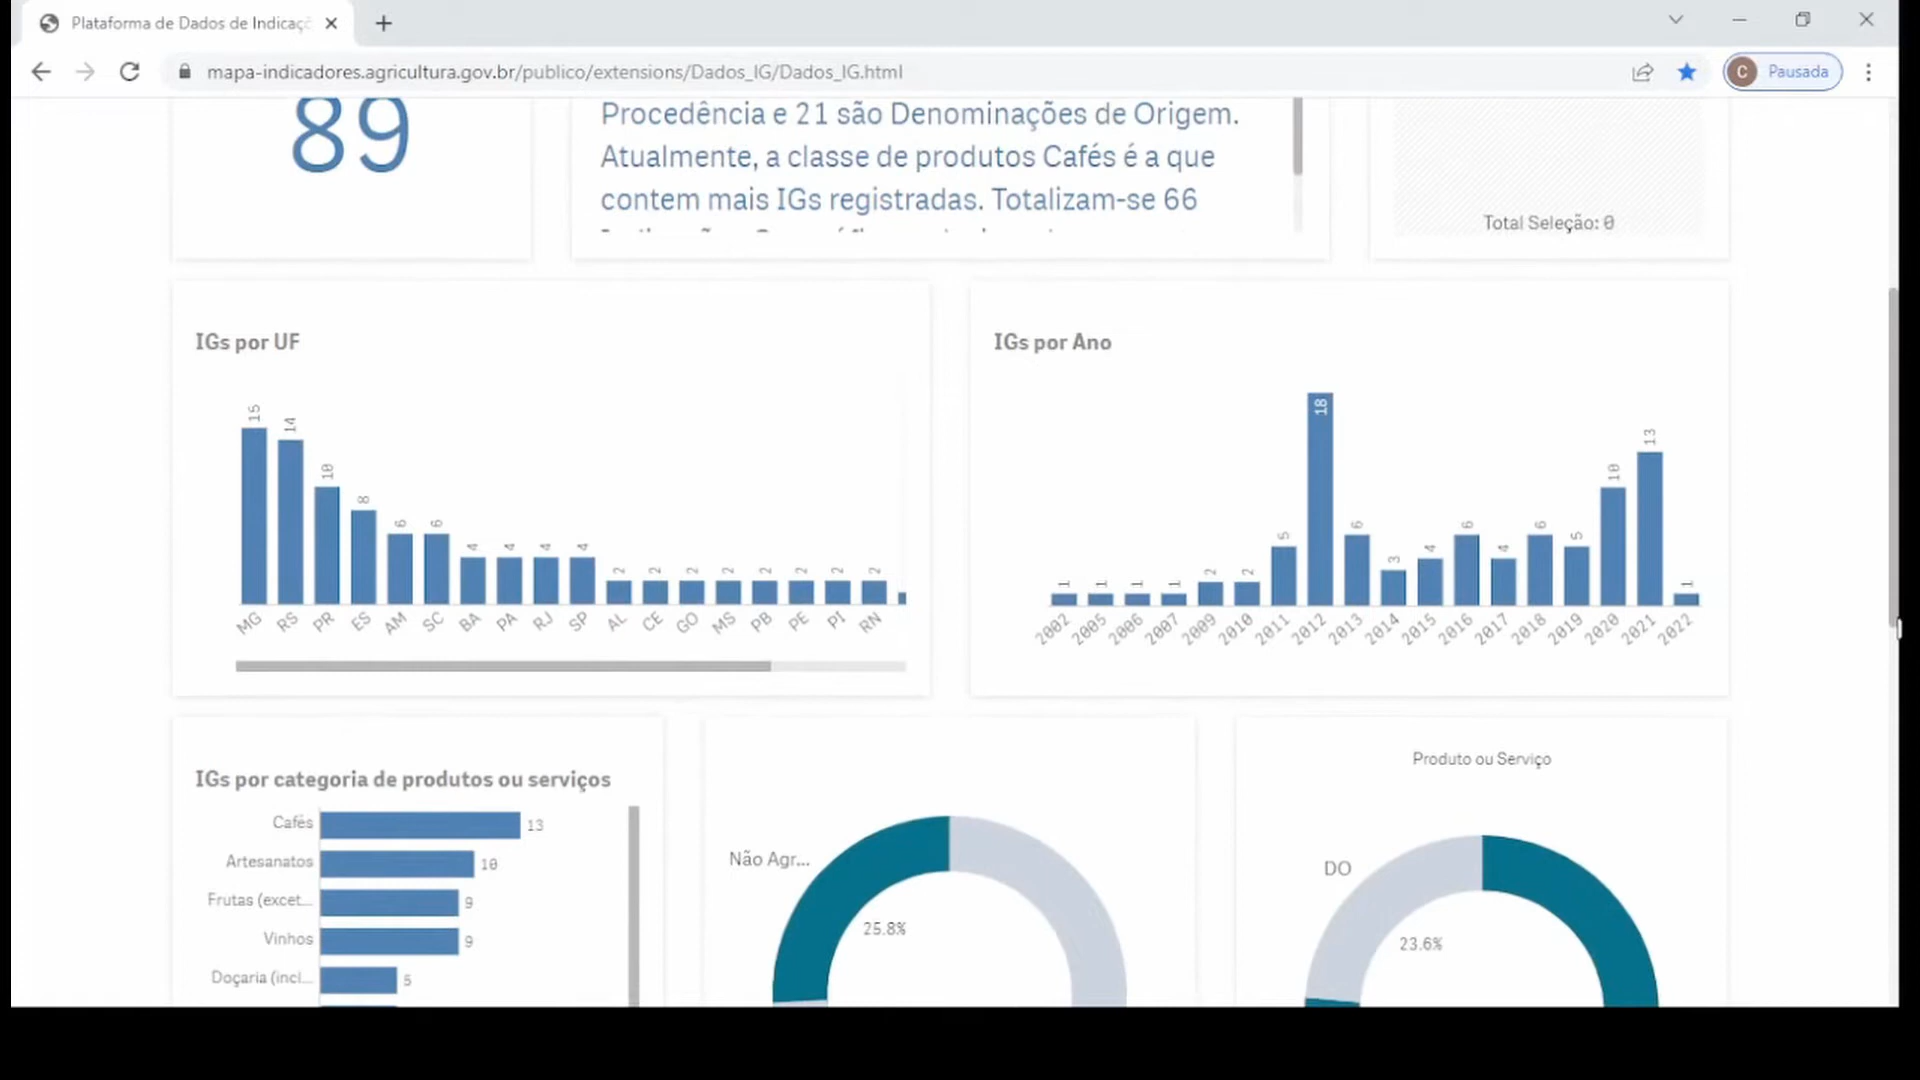 Plataforma de Dados de Indicaç
mapa-indicadores.agricultura.gov.br/publico/extensions/Dados_IG/Dados_IG.html
C
Pausada
89
Procedência e 21 são Denominações de Origem.
Atualmente, a classe de produtos Cafés é a que
contem mais IGs registradas. Totalizam-se 66
Total Seleção: 0
IGs por UF
15
14
10
8
6
6
4
4
4
4
2
2
2
2
2
2
2
2
MG
RS
PR
ES
AM
SC
BA
PA
RJ
SP
AL
CE
GO
MS
PB
PE
PI
RN
IGs por Ano
1
1
1
1
2
2
5
18
6
3
4
6
4
6
5
10
13
1
2002
2005
2006
2007
2009
2010
2011
2012
2013
2014
2015
2016
2017
2018
2019
2020
2021
2022
IGs por categoria de produtos ou serviços
Cafés 13
Artesanatos 10
Frutas (excet... 9
Vinhos 9
Doçaria (incl... 5
Não Agr...
25.8%
Produto ou Serviço
DO
23.6%